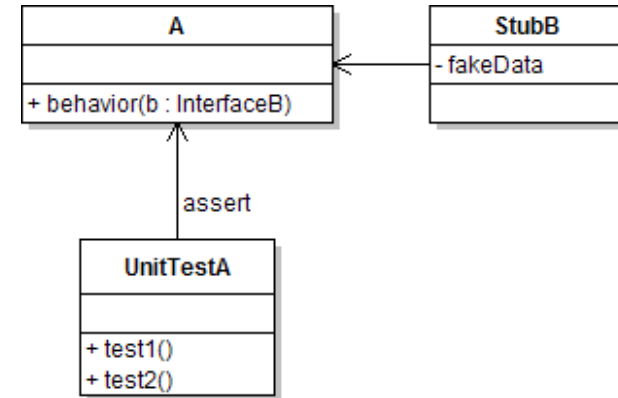 A
+ behavior(b : InterfaceB)
StubB
- fakeData
assert
UnitTestA
+ test1()
+ test2()